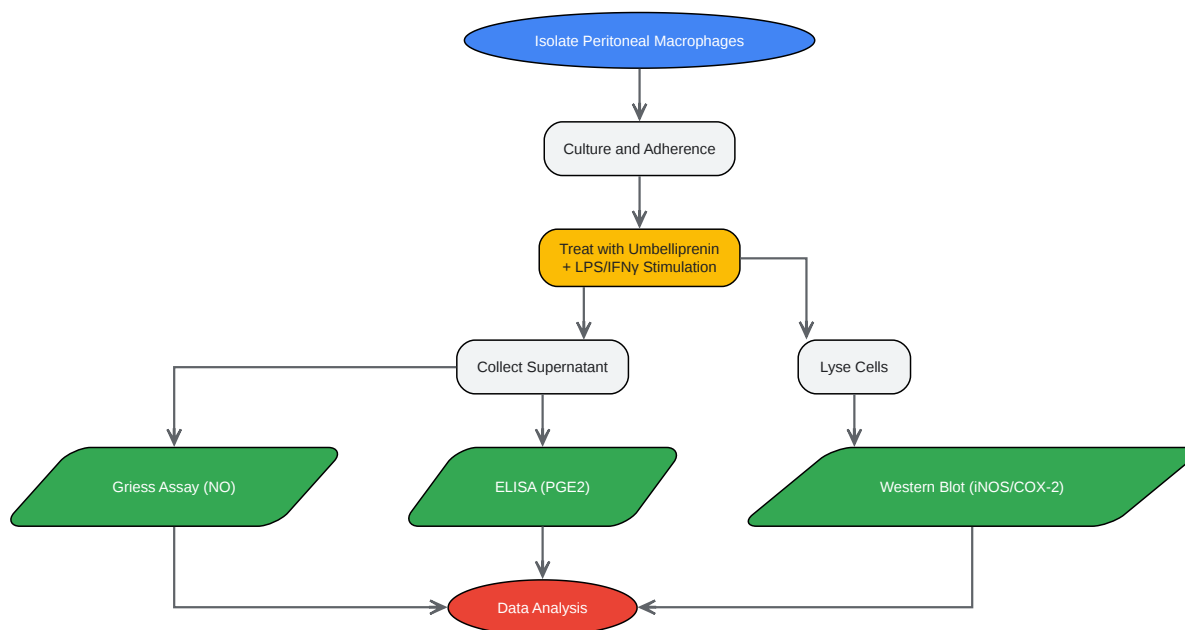 Isolate Peritoneal Macrophages
Culture and Adherence
Treat with Umbelliprenin
+ LPS/IFNγ Stimulation
Collect Supernatant
Lyse Cells
Griess Assay (NO)
ELISA (PGE2)
Western Blot (iNOS/COX-2)
Data Analysis